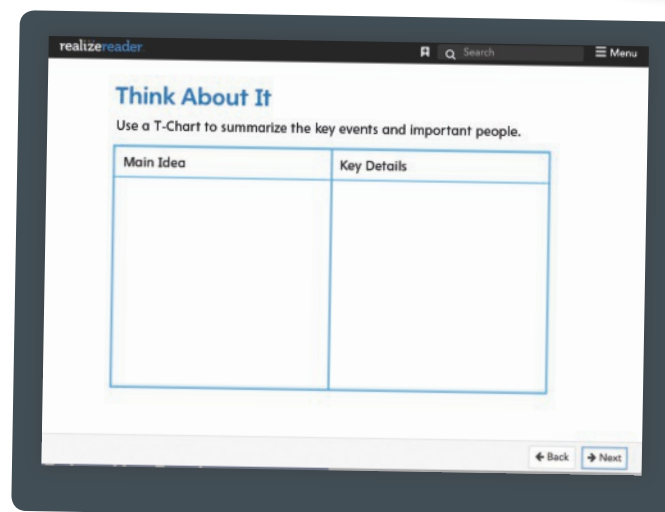 realizereader.
Search
Menu
Think About It
Use a T-Chart to summarize the key events and important people.
Main Idea
Key Details
Back
Next